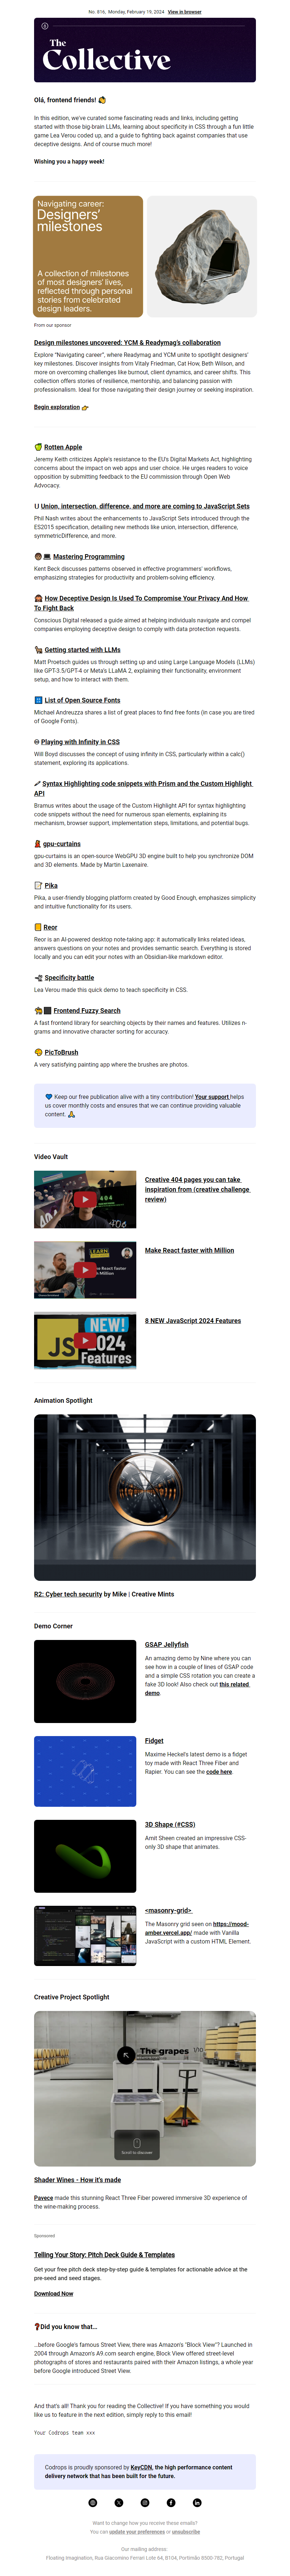 No. 816, Monday, February 19, 2024 View in browser
The
Collective
Olá, frontend friends!
In this edition, we've curated some fascinating reads and links, including getting
started with those big-brain LLMs, learning about specificity in CSS through a fun little
game Lea Verou coded up, and a guide to fighting back against companies that use
deceptive designs. And of course much more!
Wishing you a happy week!
Navigating career:
Designers'
milestones
A collection of milestones
of most designers' lives,
reflected through personal
stories from celebrated
design leaders.
From our sponsor
Design milestones uncovered: YCM & Readymag's collaboration
Explore "Navigating career", where Readymag and YCM unite to spotlight designers'
key milestones. Discover insights from Vitaly Friedman, Cat How, Beth Wilson, and
more on overcoming challenges like burnout, client dynamics, and career shifts. This
collection offers stories of resilience, mentorship, and balancing passion with
professionalism. Ideal for those navigating their design journey or seeking inspiration.
Begin exploration 👉
🍏 Rotten Apple
Jeremy Keith criticizes Apple's resistance to the EU's Digital Markets Act, highlighting
concerns about the impact on web apps and user choice. He urges readers to voice
opposition by submitting feedback to the EU commission through Open Web
Advocacy.
U Union, intersection, difference, and more are coming to JavaScript Sets
Phil Nash writes about the enhancements to JavaScript Sets introduced through the
ES2015 specification, detailing new methods like union, intersection, difference,
symmetricDifference, and more.
Mastering Programming
Kent Beck discusses patterns observed in effective programmers' workflows,
emphasizing strategies for productivity and problem-solving efficiency.
How Deceptive Design Is Used To Compromise Your Privacy And How
To Fight Back
Conscious Digital released a guide aimed at helping individuals navigate and compel
companies employing deceptive design to comply with data protection requests.
Getting started with LLMs
Matt Proetsch guides us through setting up and using Large Language Models (LLMs)
like GPT-3.5/GPT-4 or Meta's LLaMA 2, explaining their functionality, environment
setup, and how to interact with them.
List of Open Source Fonts
Michael Andreuzza shares a list of great places to find free fonts (in case you are tired
of Google Fonts).
♾ Playing with Infinity in CSS
Will Boyd discusses the concept of using infinity in CSS, particularly within a calc()
statement, exploring its applications.
Syntax Highlighting code snippets with Prism and the Custom Highlight
API
Bramus writes about the usage of the Custom Highlight API for syntax highlighting
code snippets without the need for numerous span elements, explaining its
mechanism, browser support, implementation steps, limitations, and potential bugs.
gpu-curtains
gpu-curtains is an open-source WebGPU 3D engine built to help you synchronize DOM
and 3D elements. Made by Martin Laxenaire.
Pika
Pika, a user-friendly blogging platform created by Good Enough, emphasizes simplicity
and intuitive functionality for its users.
Reor
Reor is an AI-powered desktop note-taking app: it automatically links related ideas,
answers questions on your notes and provides semantic search. Everything is stored
locally and you can edit your notes with an Obsidian-like markdown editor.
Specificity battle
Lea Verou made this quick demo to teach specificity in CSS.
Frontend Fuzzy Search
A fast frontend library for searching objects by their names and features. Utilizes n-
grams and innovative character sorting for accuracy.
PicToBrush
A very satisfying painting app where the brushes are photos.
💙 Keep our free publication alive with a tiny contribution! Your support helps
us cover monthly costs and ensures that we can continue providing valuable
content. 🙏
Video Vault
404
Creative 404 pages you can take
inspiration from (creative challenge
review)
LEARN
React faster
Million
Make React faster with Million
NEW!
JS
2024
Features
8 NEW JavaScript 2024 Features
Animation Spotlight
R2: Cyber tech security by Mike | Creative Mints
Demo Corner
GSAP Jellyfish
An amazing demo by Nine where you can
see how in a couple of lines of GSAP code
and a simple CSS rotation you can create a
fake 3D look! Also check out this related
demo.
Fidget
Maxime Heckel's latest demo is a fidget
toy made with React Three Fiber and
Rapier. You can see the code here.
3D Shape (#CSS)
Amit Sheen created an impressive CSS-
only 3D shape that animates.
<masonry-grid>
The Masonry grid seen on https://mood-
amber.vercel.app/ made with Vanilla
JavaScript with a custom HTML Element.
Creative Project Spotlight
The grapes 1/10
Scroll to discover
Shader Wines - How it's made
Pavece made this stunning React Three Fiber powered immersive 3D experience of
the wine-making process.
Sponsored
Telling Your Story: Pitch Deck Guide & Templates
Get your free pitch deck step-by-step guide & templates for actionable advice at the
pre-seed and seed stages.
Download Now
❓Did you know that…
...before Google's famous Street View, there was Amazon's "Block View"? Launched in
2004 through Amazon's A9.com search engine, Block View offered street-level
photographs of stores and restaurants paired with their Amazon listings, a whole year
before Google introduced Street View.
And that's all! Thank you for reading the Collective! If you have something you would
like us to feature in the next edition, simply reply to this email!
Your Codrops team xxx
Codrops is proudly sponsored by KeyCDN, the high performance content
delivery network that has been built for the future.
Want to change how you receive these emails?
You can update your preferences or unsubscribe
Our mailing address:
Floating Imagination, Rua Giacomino Ferrari Lote 64, B104, Portimão 8500-782, Portugal